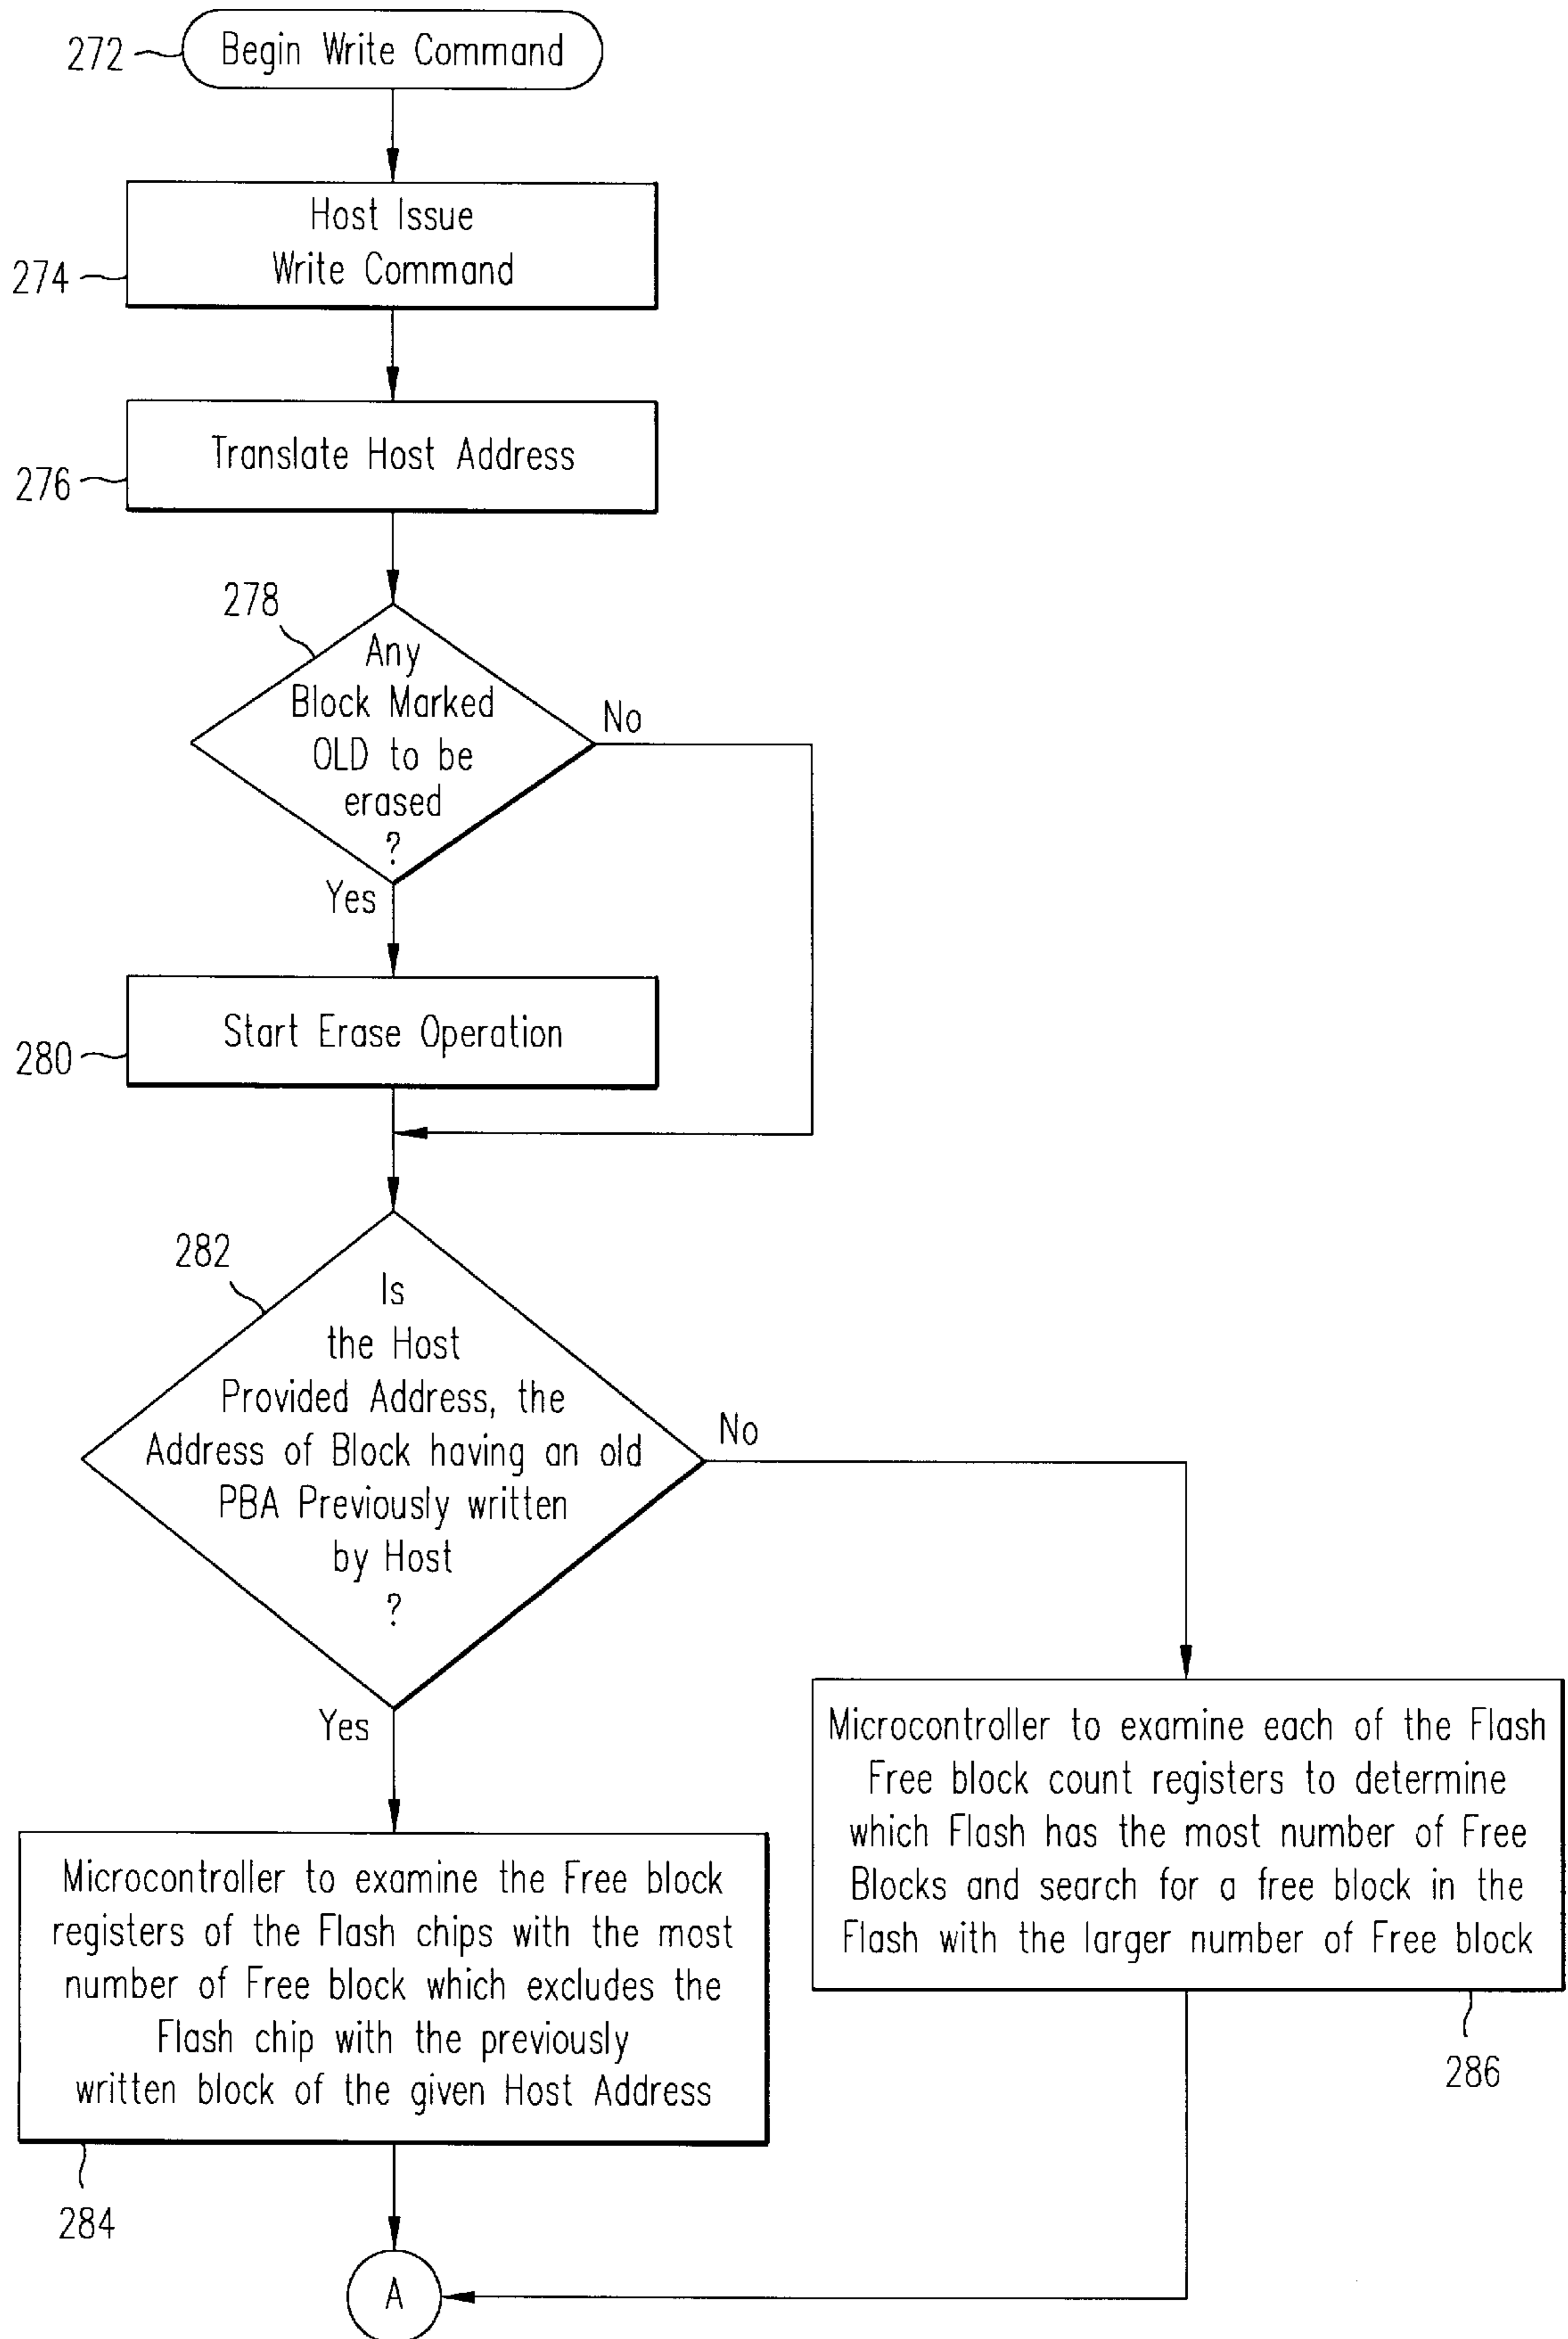 272
Begin Write Command
Host Issue
Write Command
274
Translate Host Address
276
278
Any
Block Marked
OLD to be
erased
?
No
Yes
Start Erase Operation
280
282
Is
the Host
Provided Address, the
Address of Block having an old
PBA Previously written
by Host
?
No
Yes
Microcontroller to examine each of the Flash
Free block count registers to determine
which Flash has the most number of Free
Blocks and search for a free block in the
Flash with the larger number of Free block
286
Microcontroller to examine the Free block
registers of the Flash chips with the most
number of Free block which excludes the
Flash chip with the previously
written block of the given Host Address
284
A